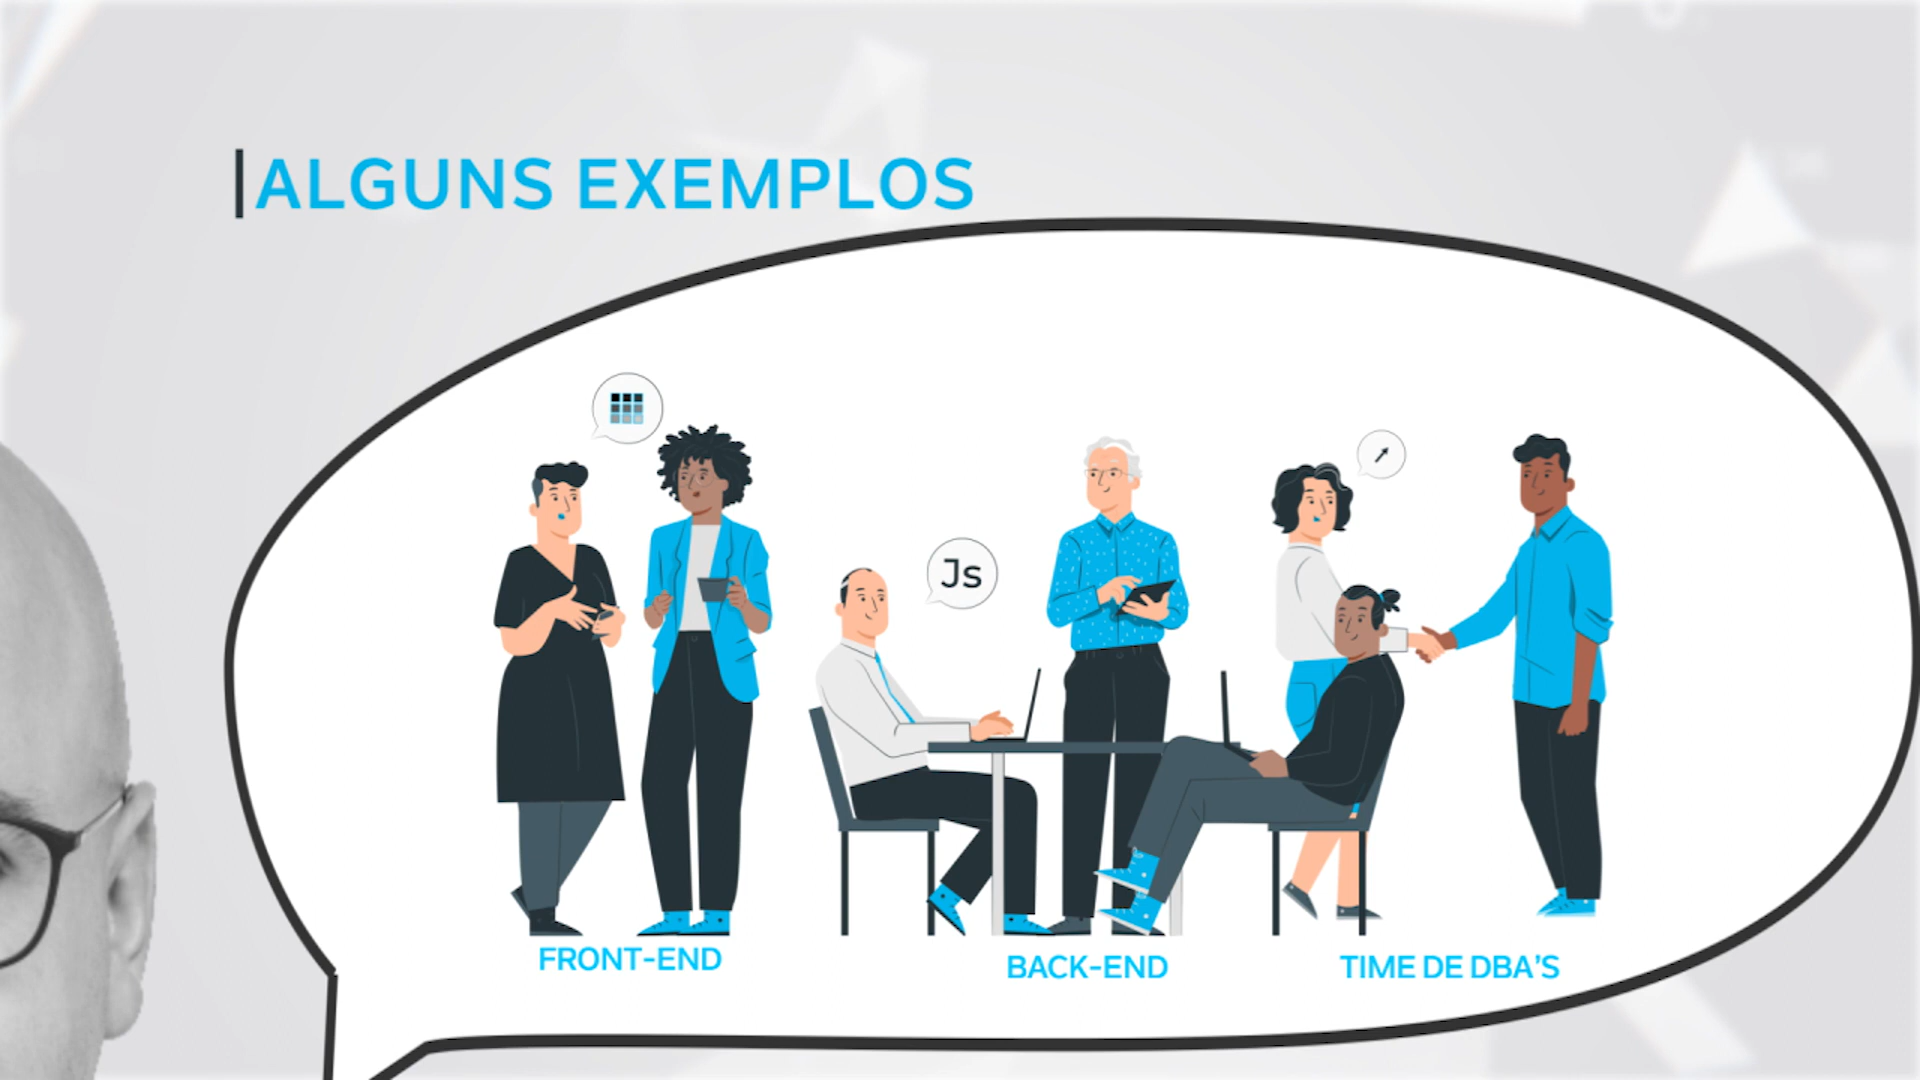 ALGUNS EXEMPLOS
Js
FRONT-END
BACK-END
TIME DE DBA'S